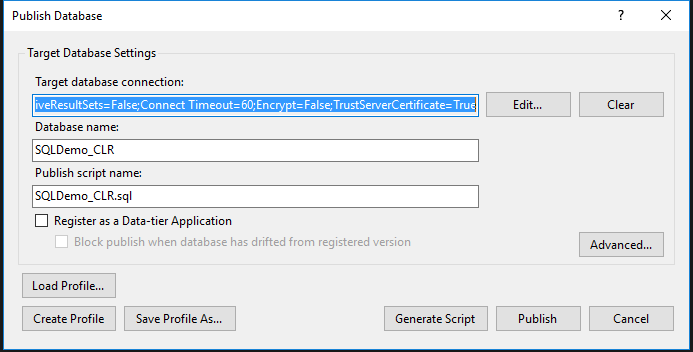 Publish Database
?
Target Database Settings
Target database connection:
iveResultSets=False;Connect Timeout=60;Encrypt=False;TrustServerCertificate=True
Edit...
Clear
Database name:
SQLDemo_CLR
Publish script name:
SQLDemo_CLR.sql
Register as a Data-tier Application
Block publish when database has drifted from registered version
Advanced...
Load Profile...
Create Profile
Save Profile As...
Generate Script
Publish
Cancel